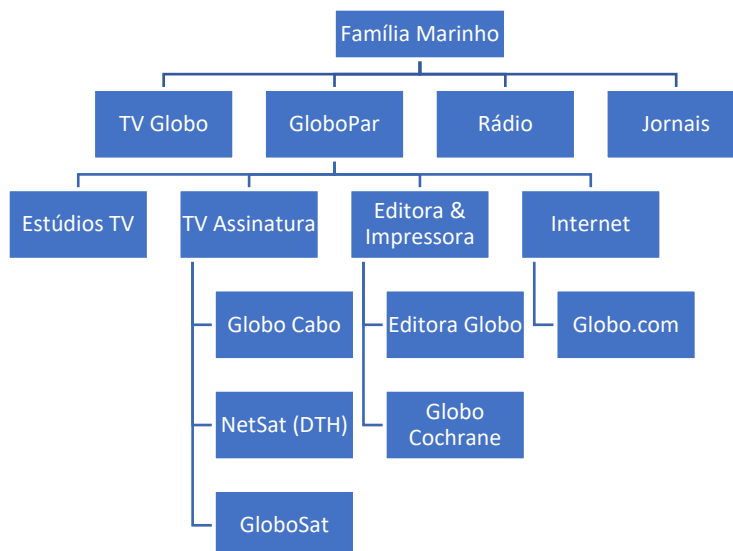 Família Marinho
TV Globo
GloboPar
Rádio
Jornais
Estúdios TV
TV Assinatura
Editora &
Impressora
Internet
Globo Cabo
Editora Globo
Globo.com
NetSat (DTH)
Globo
Cochrane
GloboSat